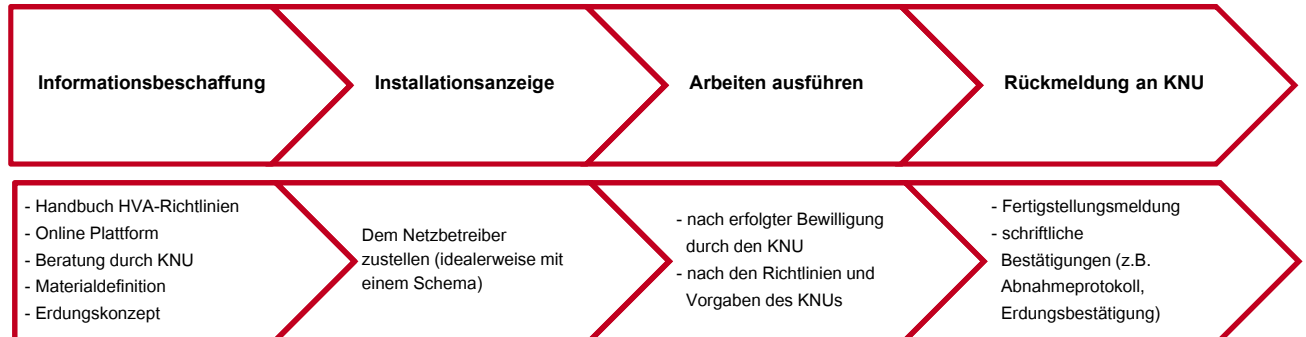 Informationsbeschaffung
Installationsanzeige
Arbeiten ausführen
Rückmeldung an KNU
- Handbuch HVA-Richtlinien
- Online Plattform
- Beratung durch KNU
- Materialdefinition
- Erdungskonzept
Dem Netzbetreiber
zustellen (idealerweise mit
einem Schema)
- nach erfolgter Bewilligung
durch den KNU
- nach den Richtlinien und
Vorgaben des KNUs
- Fertigstellungsmeldung
- schriftliche
Bestätigungen (z.B.
Abnahmeprotokoll,
Erdungsbestätigung)